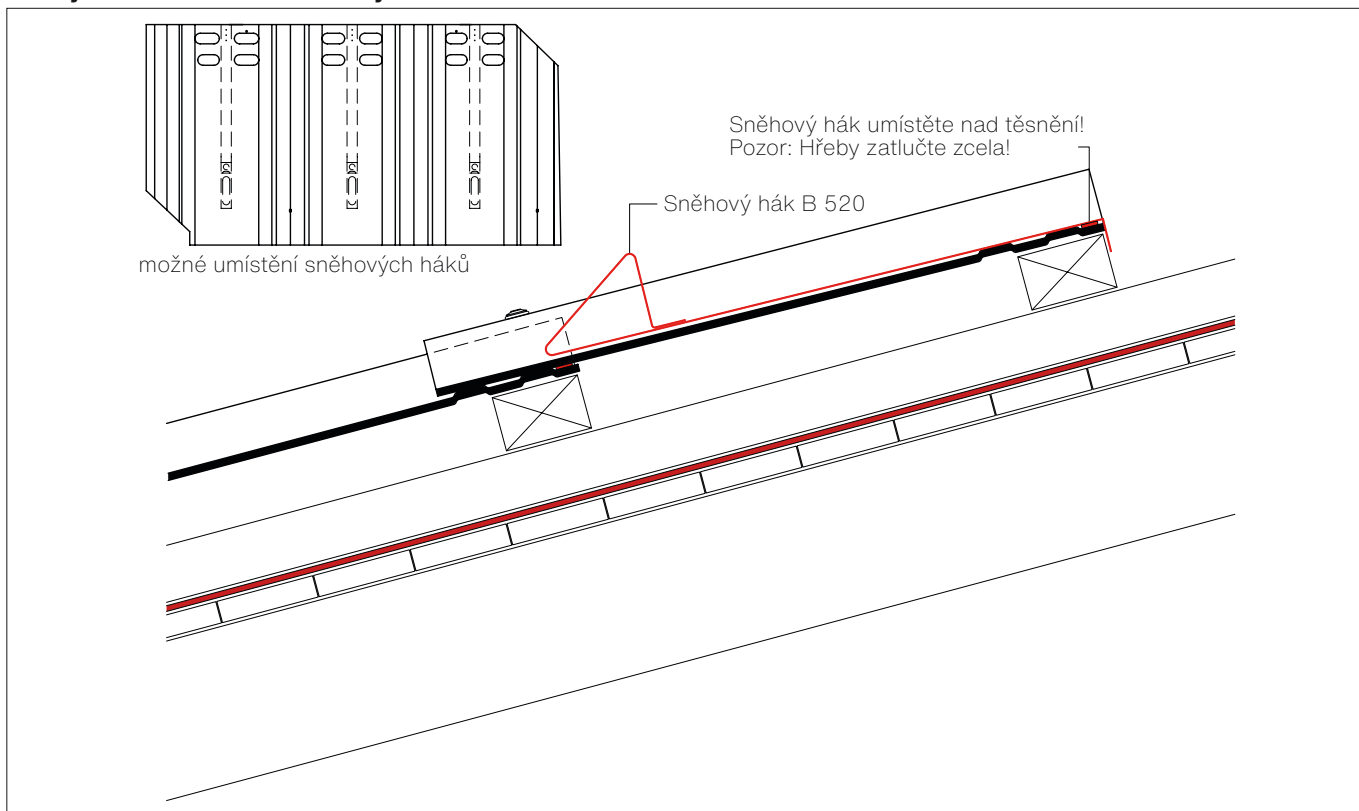 možné umístění sněhových háků
Sněhový hák umístěte nad těsnění!
Pozor: Hřeby zatlučte zcela!
Sněhový hák B 520